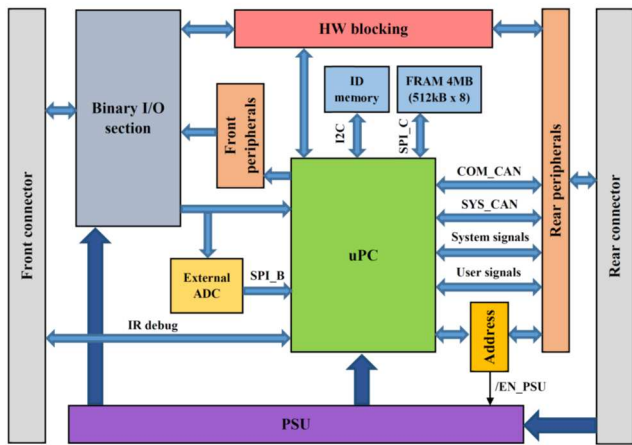 HW blocking
Binary I/O
section
ID
memory
FRAM 4MB
(512kB x 8)
Front
peripherals
I2C
SPI_C
COM_CAN
SYS_CAN
System signals
User signals
uPC
External
ADC
SPI_B
IR debug
Address
/EN_PSU
PSU
Front connector
Rear peripherals
Rear connector